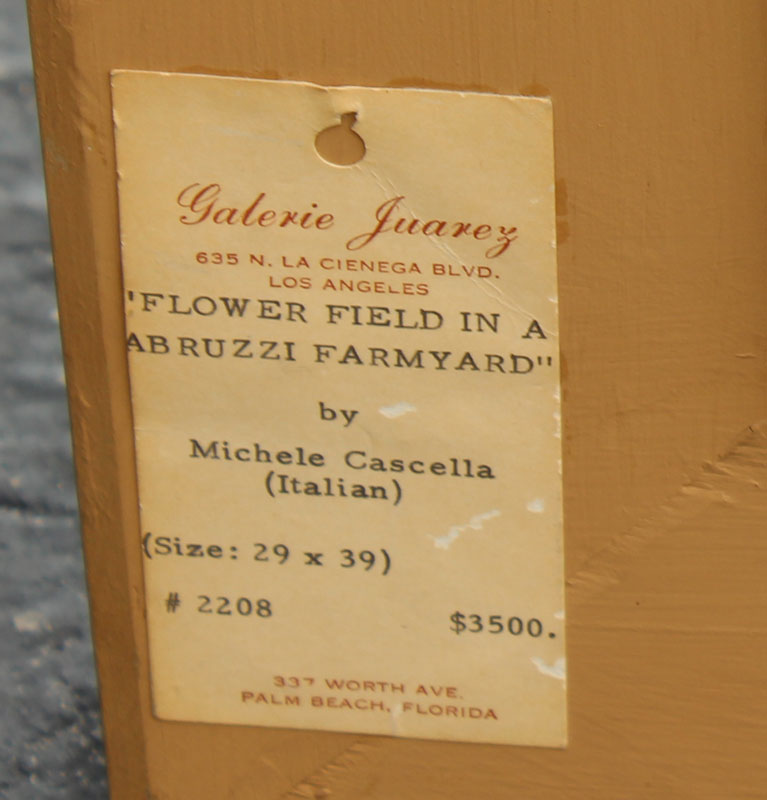 Galerie Juarez
635 N. LA CIENEGA BLVD.
LOS ANGELES
'FLOWER FIELD IN A
ABRUZZI FARMYARD"
by
Michele Cascella
(Italian)
(Size: 29 x 39)
# 2208 $3500.
337 WORTH AVE.
PALM BEACH, FLORIDA